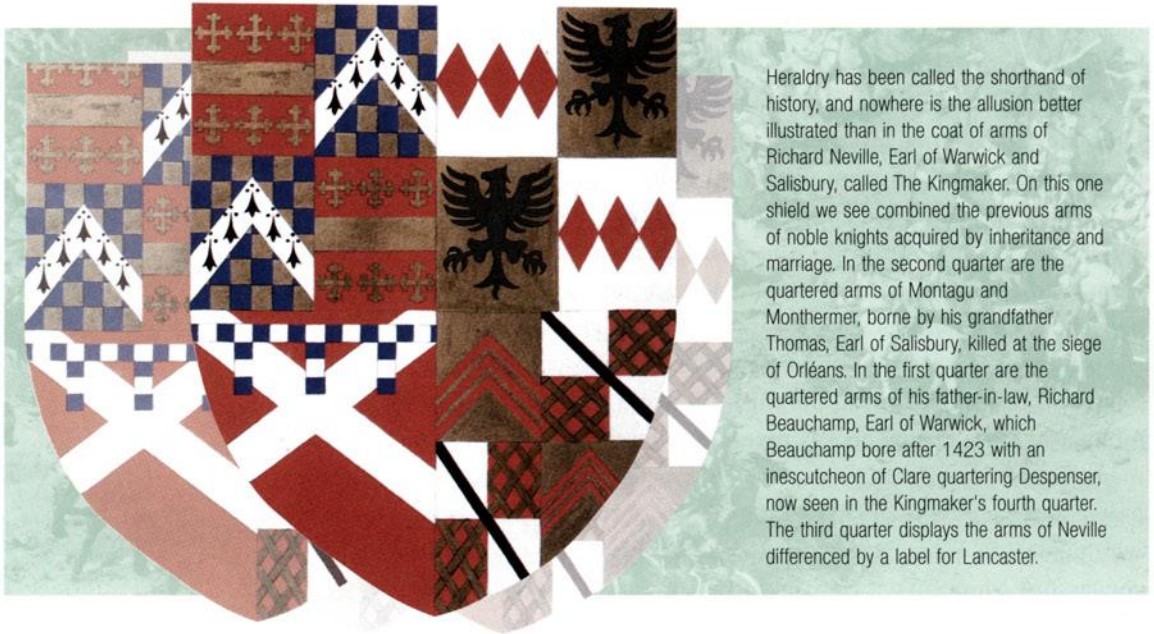 Heraldry has been called the shorthand of
history, and nowhere is the allusion better
illustrated than in the coat of arms of
Richard Neville, Earl of Warwick and
Salisbury, called The Kingmaker. On this one
shield we see combined the previous arms
of noble knights acquired by inheritance and
marriage. In the second quarter are the
quartered arms of Montagu and
Monthermer, borne by his grandfather
Thomas, Earl of Salisbury, killed at the siege
of Orléans. In the first quarter are the
quartered arms of his father-in-law, Richard
Beauchamp, Earl of Warwick, which
Beauchamp bore after 1423 with an
inescutcheon of Clare quartering Despenser,
now seen in the Kingmaker's fourth quarter.
The third quarter displays the arms of Neville
differenced by a label for Lancaster.